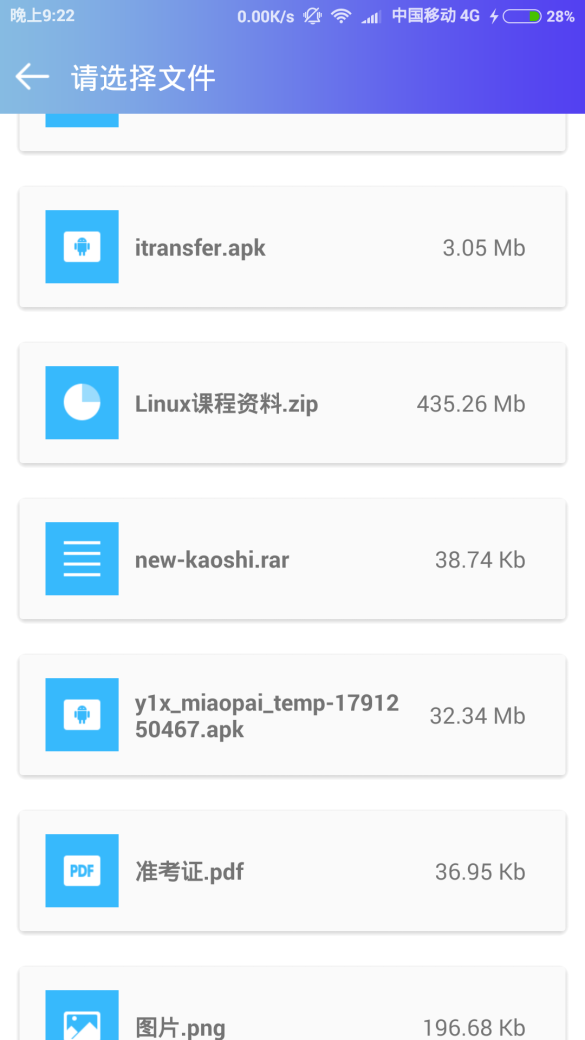 晚上9:22 0.00K/s 中国移动 4G 28%
请选择文件
itransfer.apk 3.05 Mb
Linux课程资料.zip 435.26 Mb
new-kaoshi.rar 38.74 Kb
y1x_miaopai_temp-17912
50467.apk 32.34 Mb
PDF 准考证.pdf 36.95 Kb
图片.png 196.68 Kb